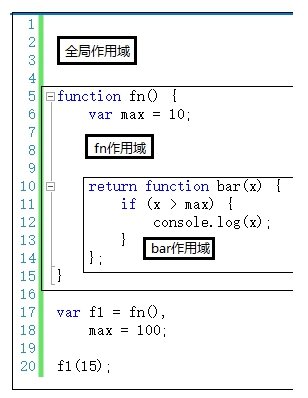 1
2
全局作用域
3
4
5 function fn() {
6 var max = 10;
7
8 fn作用域
9
10 return function bar(x) {
11 if (x > max) {
12 console.log(x);
13 }
bar作用域
14 };
15 }
16
17 var f1 = fn(),
18 max = 100;
19
20 f1(15);